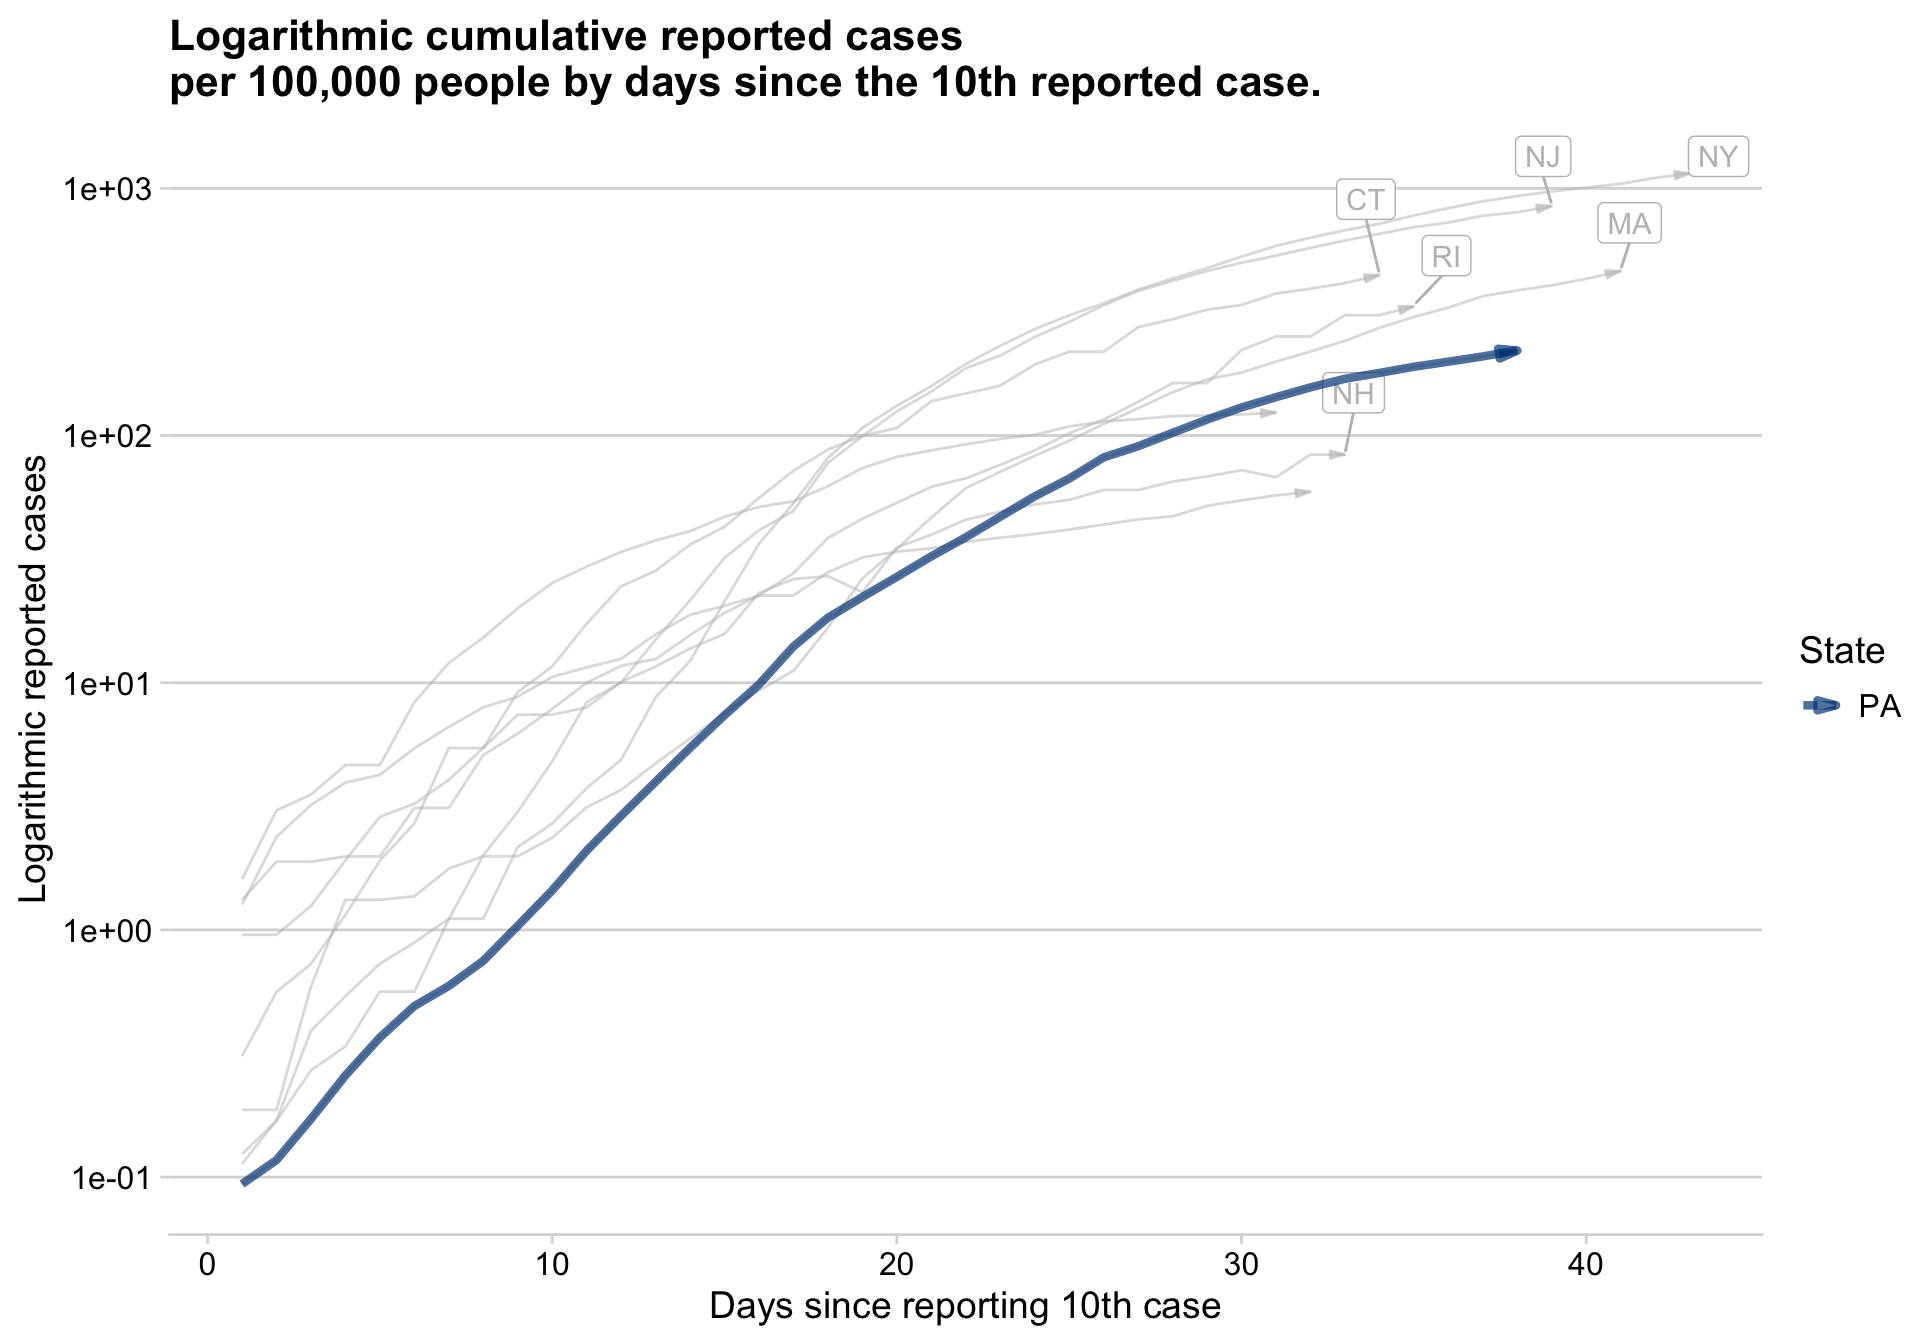 Logarithmic cumulative reported cases
per 100,000 people by days since the 10th reported case.
NJ
NY
1e+03
CT
MA
RI
NH
1e+02
Logarithmic reported cases
State
1e+01
PA
1e+00
1e-01
0
10
20
30
40
Days since reporting 10th case